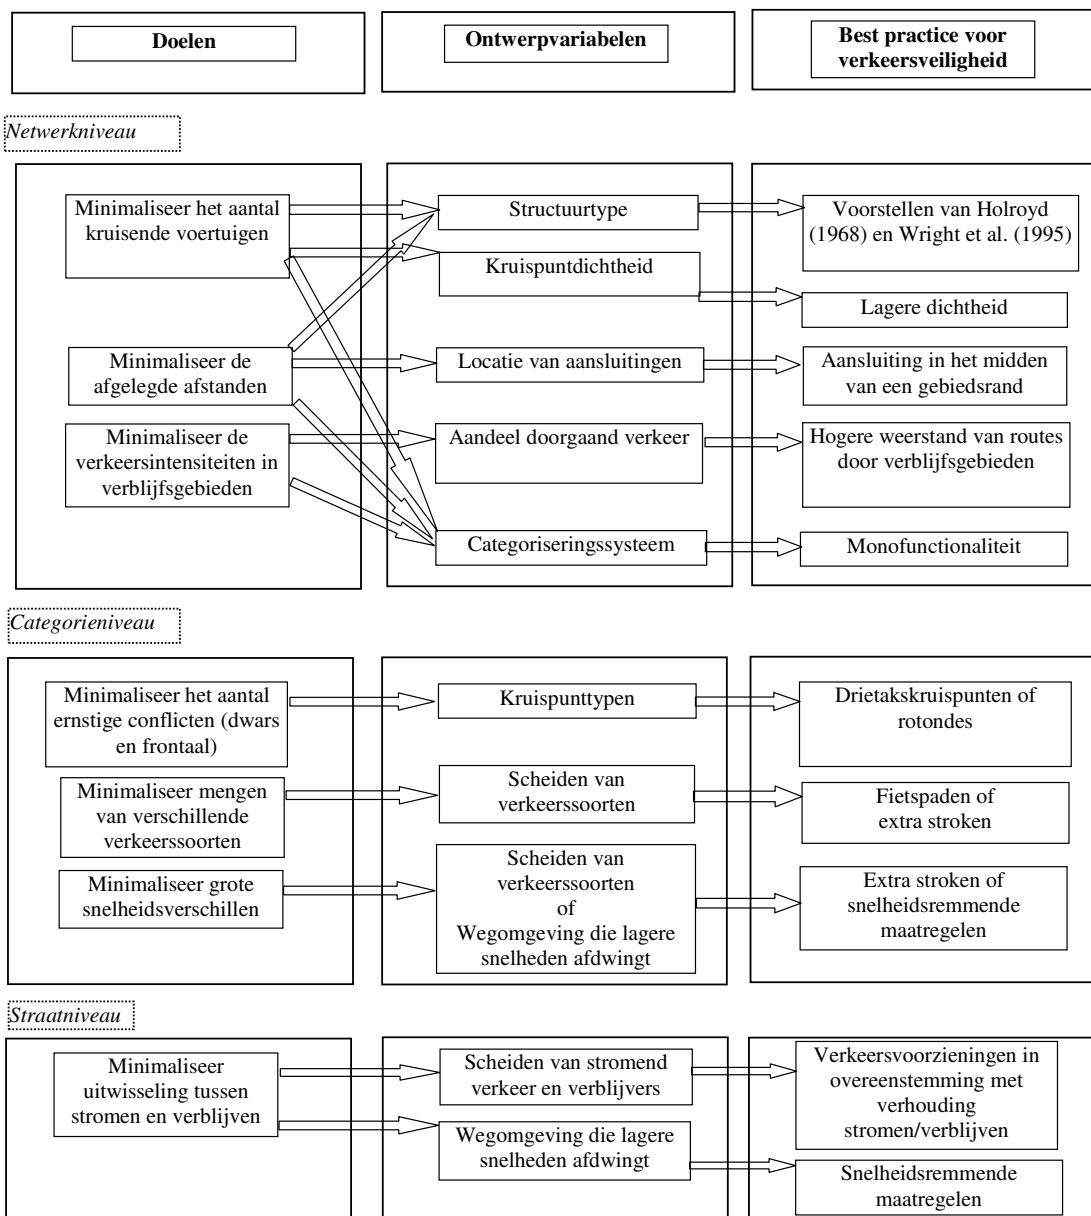 Doelen
Ontwerpvariabelen
Best practice voor
verkeersveiligheid
Netwerkniveau
Minimaliseer het aantal
kruisende voertuigen
Structuurtype
Voorstellen van Holroyd
(1968) en Wright et al. (1995)
Kruispuntdichtheid
Lagere dichtheid
Minimaliseer de
afgelegde afstanden
Locatie van aansluitingen
Aansluiting in het midden
van een gebiedsrand
Minimaliseer de
verkeersintensiteiten in
verblijfsgebieden
Aandeel doorgaand verkeer
Hogere weerstand van routes
door verblijfsgebieden
Categoriseringssysteem
Monofunctionaliteit
Categorieniveau
Minimaliseer het aantal
ernstige conflicten (dwars
en frontaal)
Kruispunttypen
Drietakskruispunten of
rotondes
Minimaliseer mengen
van verschillende
verkeerssoorten
Scheiden van
verkeerssoorten
Fietspaden of
extra stroken
Minimaliseer grote
snelheidsverschillen
Scheiden van
verkeerssoorten
of
Wegomgeving die lagere
snelheden afdwingt
Extra stroken of
snelheidsremmende
maatregelen
Straatniveau
Minimaliseer
uitwisseling tussen
stromen en verblijven
Scheiden van stromend
verkeer en verblijvers
Verkeersvoorzieningen in
overeenstemming met
verhouding
stromen/verblijven
Wegomgeving die lagere
snelheden afdwingt
Snelheidsremmende
maatregelen